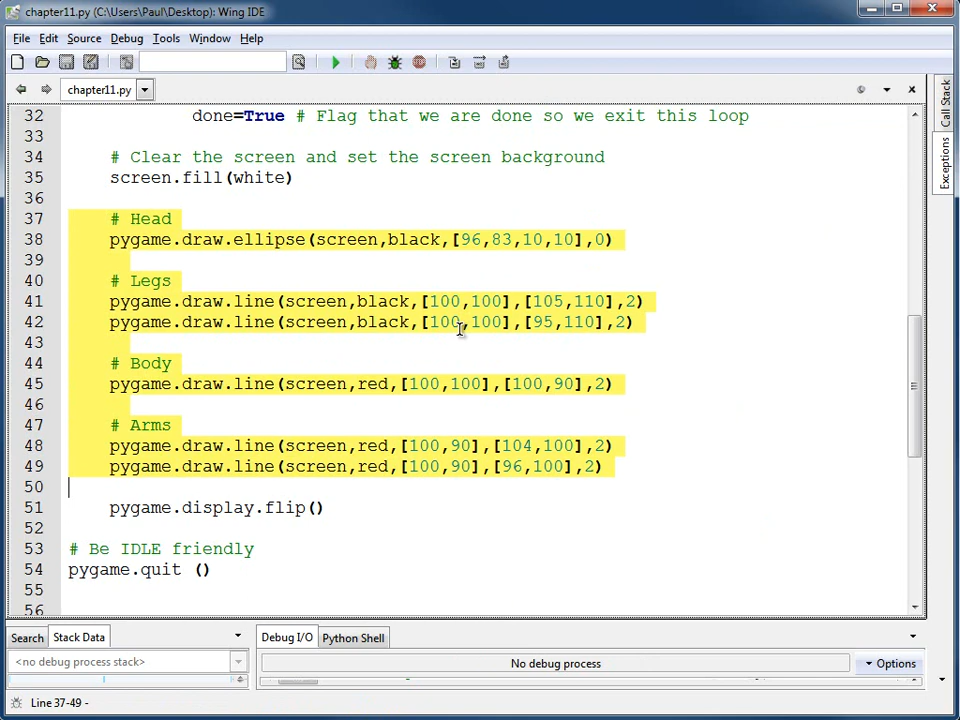 chapter11.py (C:\Users\Paul\Desktop): Wing IDE
File Edit Source Debug Tools Window Help
chapter11.py
Call Stack
Exceptions
32 done=True # Flag that we are done so we exit this loop
33
34 # Clear the screen and set the screen background
35 screen.fill(white)
36
37 # Head
38 pygame.draw.ellipse(screen,black,[96,83,10,10],0)
39
40 # Legs
41 pygame.draw.line(screen,black,[100,100],[105,110],2)
42 pygame.draw.line(screen,black,[100,100],[95,110],2)
43
44 # Body
45 pygame.draw.line(screen,red,[100,100],[100,90],2)
46
47 # Arms
48 pygame.draw.line(screen,red,[100,90],[104,100],2)
49 pygame.draw.line(screen,red,[100,90],[96,100],2)
50
51 pygame.display.flip()
52
53 # Be IDLE friendly
54 pygame.quit ()
55
56
Search Stack Data
Debug I/O Python Shell
<no debug process stack>
No debug process
Options
Line 37-49 -